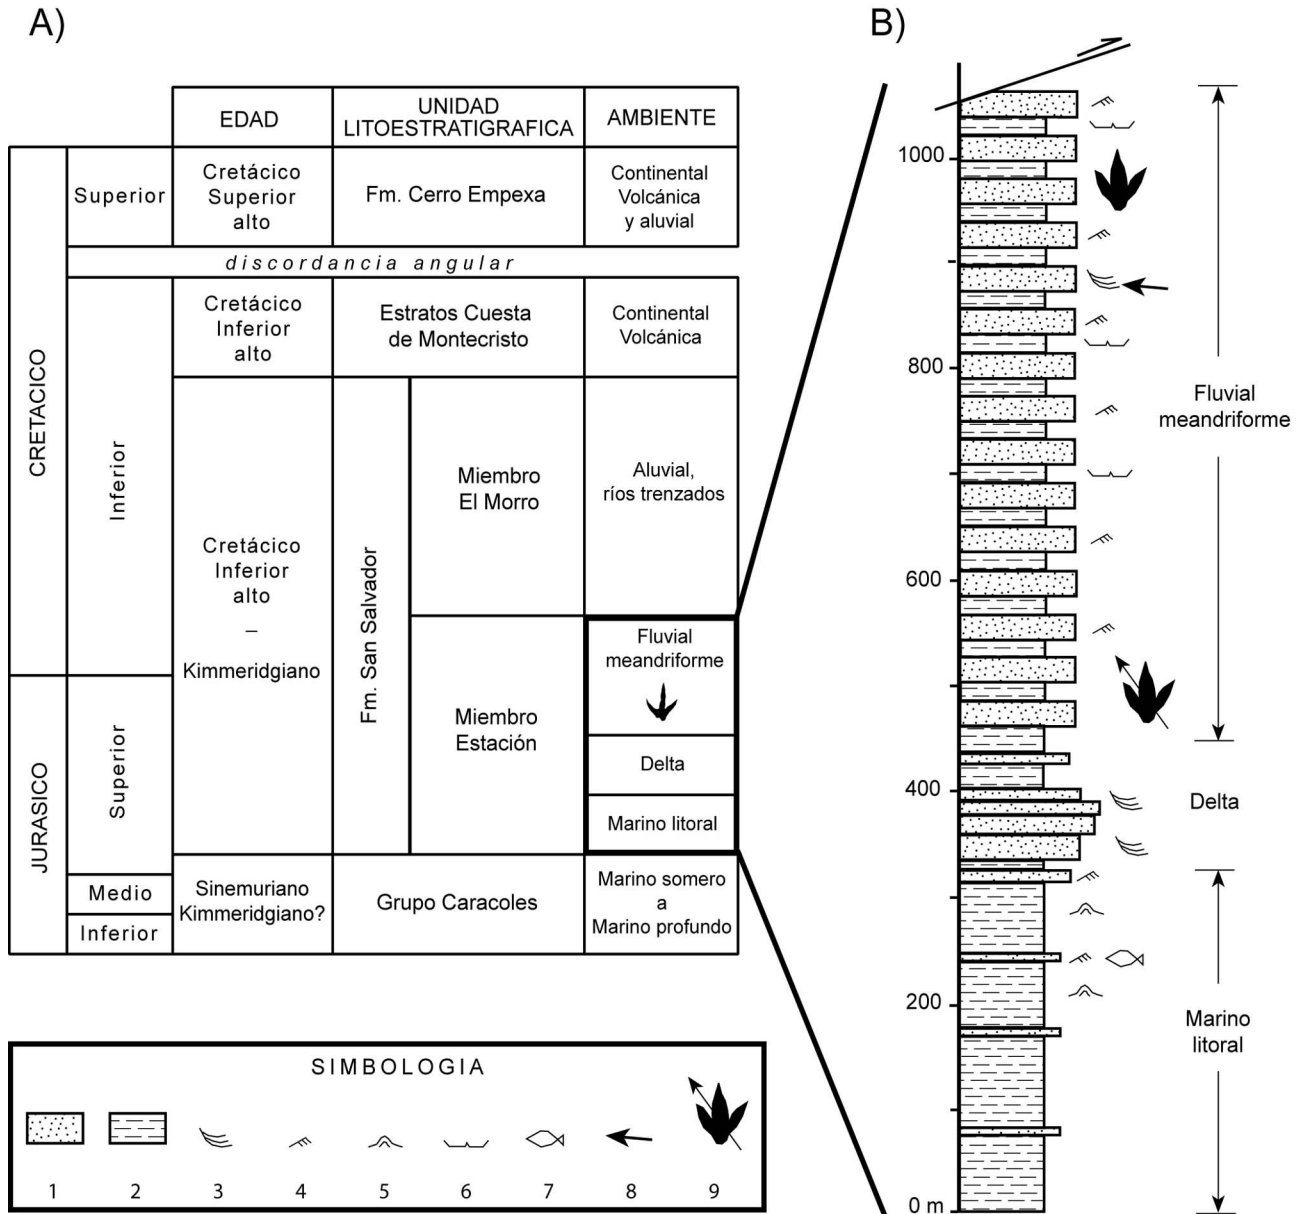 A)
EDAD
UNIDAD
LITOESTRATIGRAFICA
AMBIENTE
CRETACICO
Superior
Cretácico
Superior
alto
Fm. Cerro Empexa
Continental
Volcánica
y aluvial
discordancia angular
Inferior
Cretácico
Inferior
alto
Estratos Cuesta
de Montecristo
Continental
Volcánica
Cretácico
Inferior
alto
–
Kimmeridgiano
Fm. San Salvador
Miembro
El Morro
Aluvial,
ríos trenzados
JURASICO
Superior
Miembro
Estación
Fluvial
meandriforme
Delta
Marino litoral
Medio
Inferior
Sinemuriano
Kimmeridgiano?
Grupo Caracoles
Marino somero
a
Marino profundo
SIMBOLOGIA
1 2 3 4 5 6 7 8 9
B)
1000
800
600
400
200
0 m
Fluvial
meandriforme
Delta
Marino
litoral